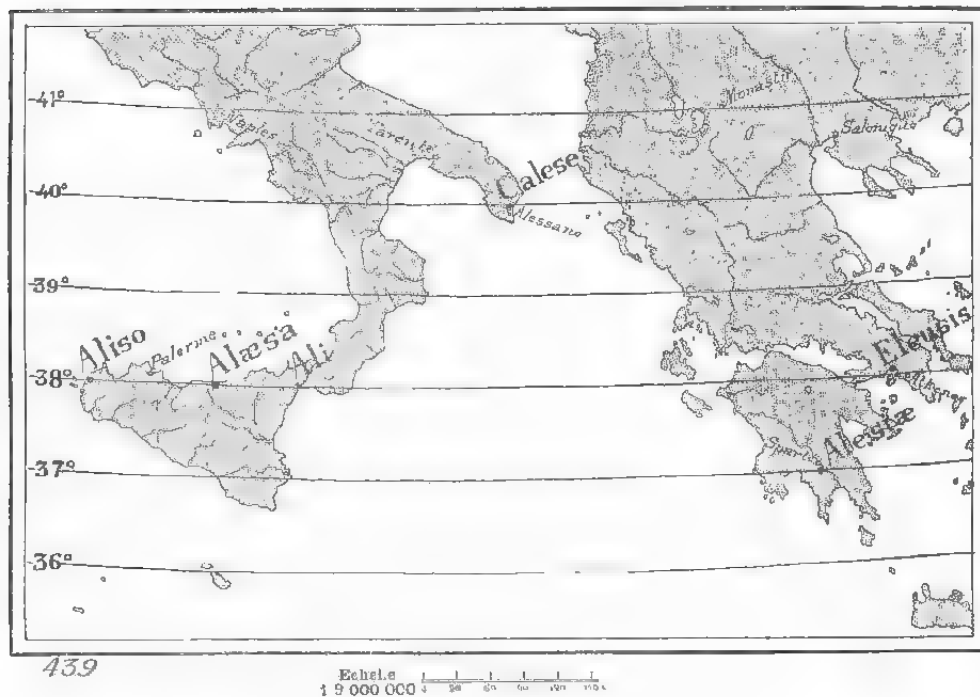 -41°
Naples
Tarente
Monastir
Salonique
-40°
Calese
Alessano
-39°
Aliso
Palerme
Alæsa
Ali
Eleusis
-38°
Athènes
Alesiæ
-37°
Sparte
-36°
439
Echelle
1 9 000 000